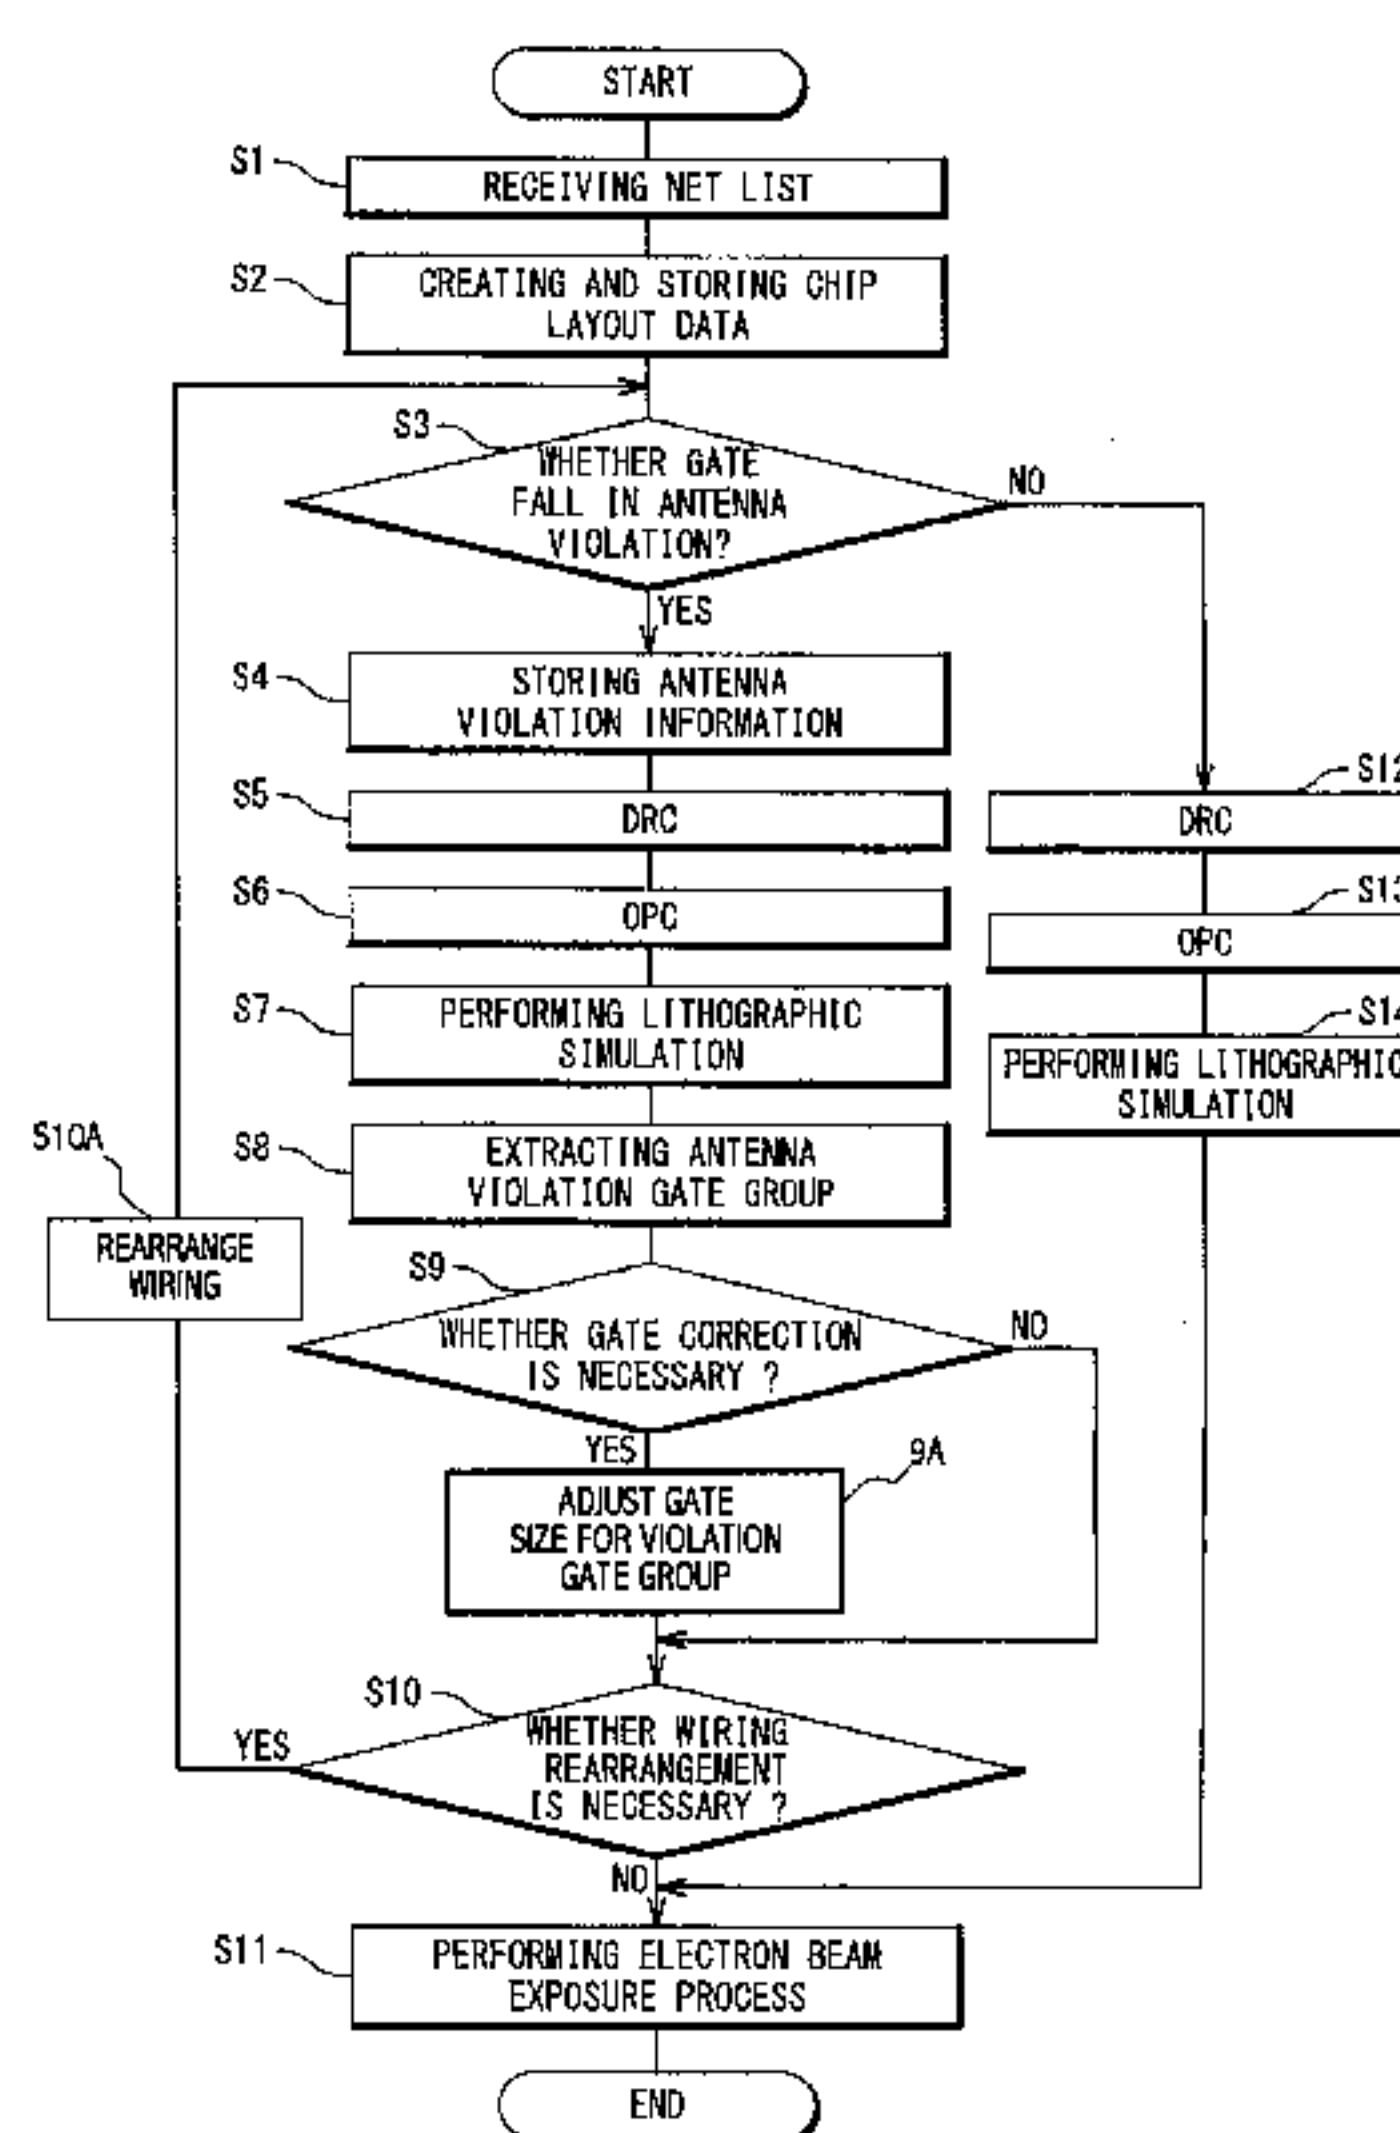 START
S1
RECEIVING NET LIST
S2
CREATING AND STORING CHIP
LAYOUT DATA
S3
WHETHER GATE
FALL IN ANTENNA
VIOLATION?
NO
YES
S4
STORING ANTENNA
VIOLATION INFORMATION
S5
DRC
S12
DRC
S6
OPC
S13
OPC
S7
PERFORMING LITHOGRAPHIC
SIMULATION
S14
PERFORMING LITHOGRAPHIC
SIMULATION
S10A
REARRANGE
WIRING
S8
EXTRACTING ANTENNA
VIOLATION GATE GROUP
S9
WHETHER GATE CORRECTION
IS NECESSARY ?
NO
YES
9A
ADJUST GATE
SIZE FOR VIOLATION
GATE GROUP
S10
WHETHER WIRING
REARRANGEMENT
IS NECESSARY ?
YES
NO
S11
PERFORMING ELECTRON BEAM
EXPOSURE PROCESS
END